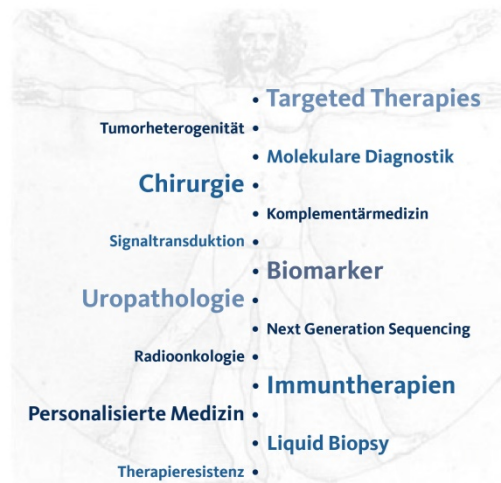 • Targeted Therapies
Tumorheterogenität •
• Molekulare Diagnostik
Chirurgie •
• Komplementärmedizin
Signaltransduktion •
• Biomarker
Uropathologie •
• Next Generation Sequencing
Radioonkologie •
• Immuntherapien
Personalisierte Medizin •
• Liquid Biopsy
Therapieresistenz •